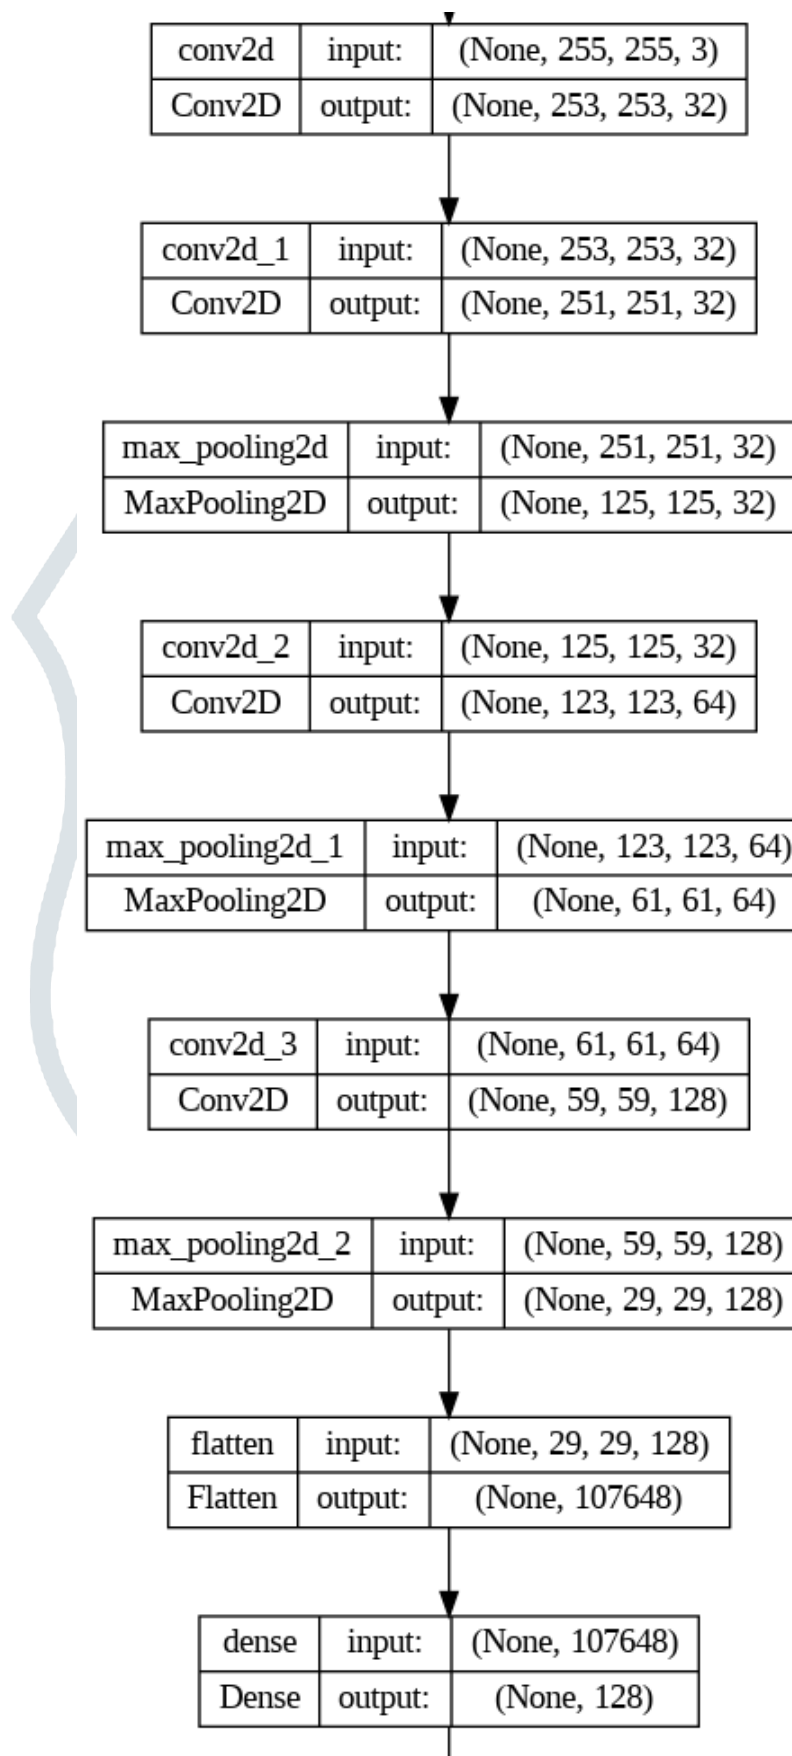 conv2d input: (None, 255, 255, 3)
Conv2D output: (None, 253, 253, 32)
conv2d_1 input: (None, 253, 253, 32)
Conv2D output: (None, 251, 251, 32)
max_pooling2d input: (None, 251, 251, 32)
MaxPooling2D output: (None, 125, 125, 32)
conv2d_2 input: (None, 125, 125, 32)
Conv2D output: (None, 123, 123, 64)
max_pooling2d_1 input: (None, 123, 123, 64)
MaxPooling2D output: (None, 61, 61, 64)
conv2d_3 input: (None, 61, 61, 64)
Conv2D output: (None, 59, 59, 128)
max_pooling2d_2 input: (None, 59, 59, 128)
MaxPooling2D output: (None, 29, 29, 128)
flatten input: (None, 29, 29, 128)
Flatten output: (None, 107648)
dense input: (None, 107648)
Dense output: (None, 128)